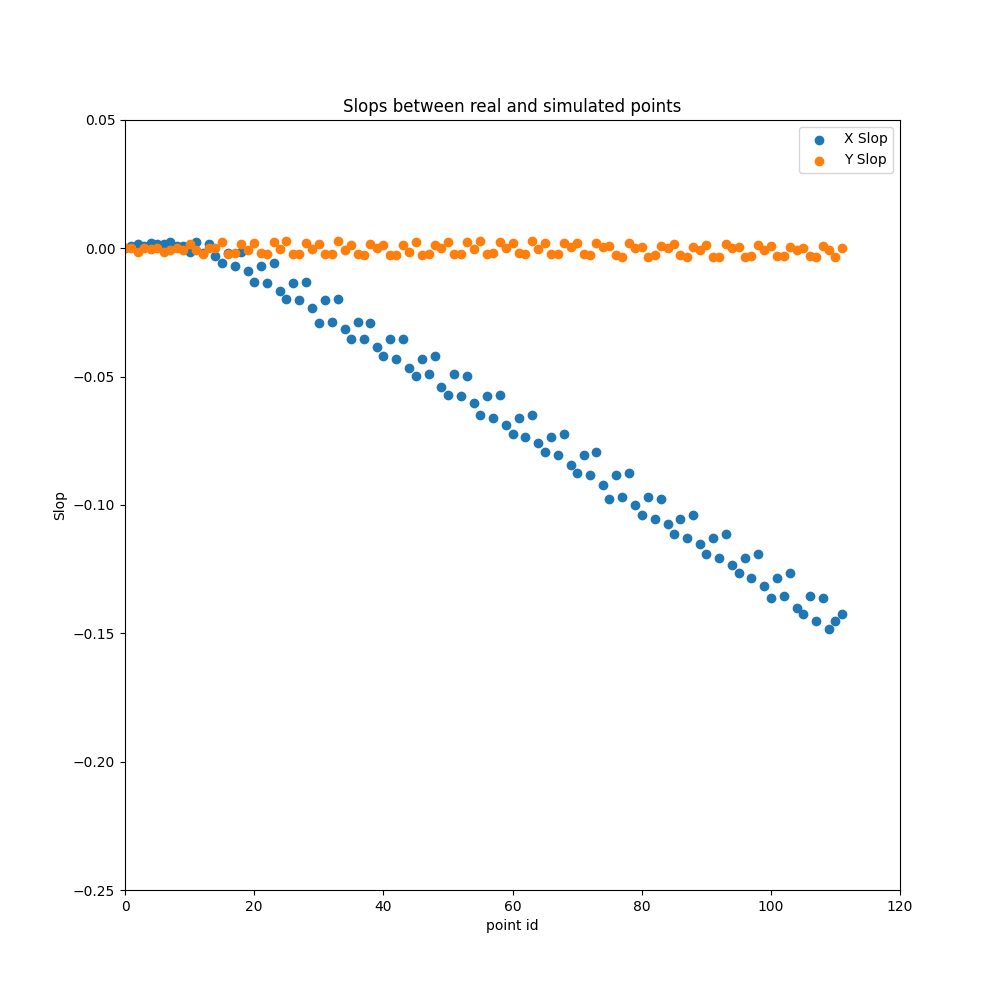 Slops between real and simulated points
X Slop
Y Slop
0.05
0.00
−0.05
−0.10
−0.15
−0.20
−0.25
Slop
0 20 40 60 80 100 120
point id